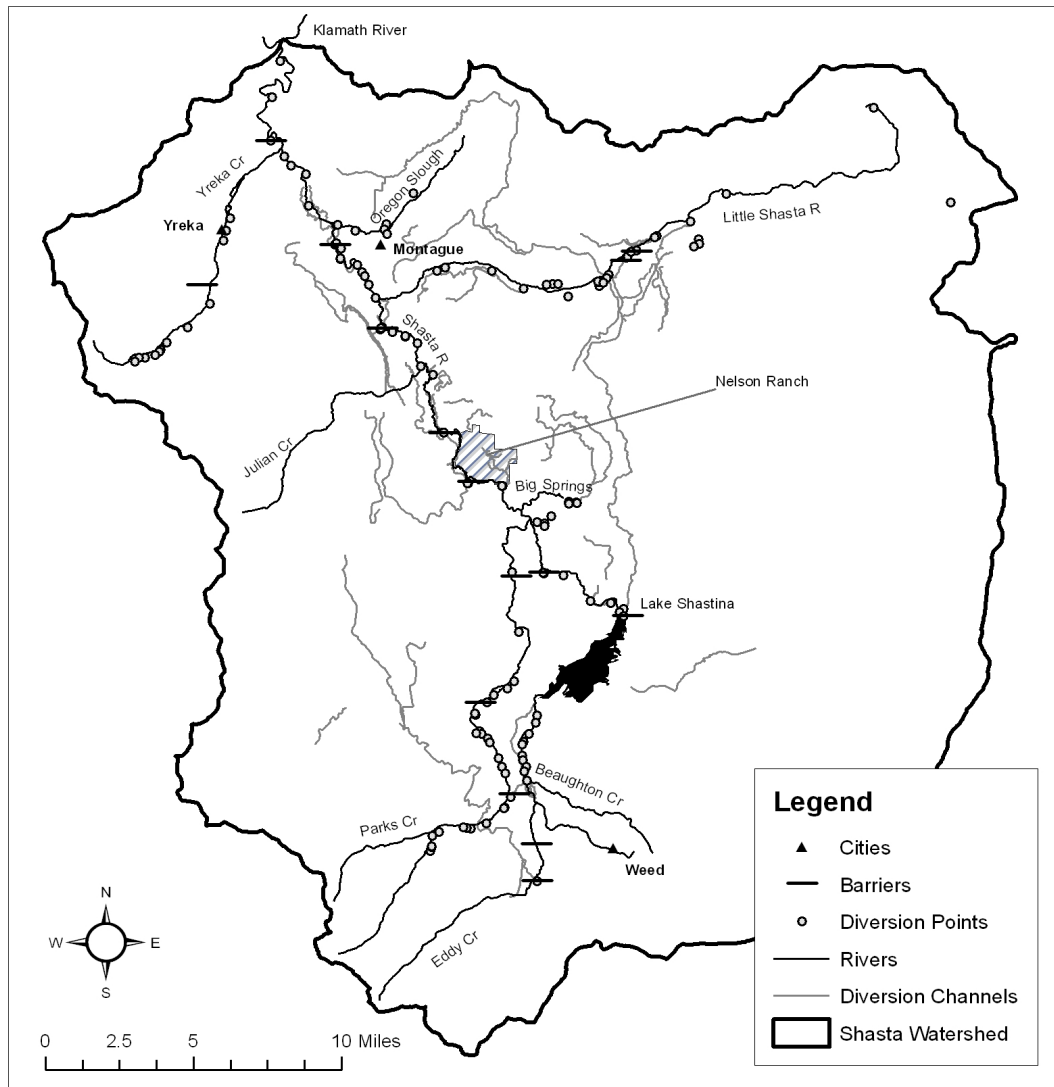 Klamath River
Yreka Cr
Oregon Slough
Yreka
Montague
Little Shasta R
Shasta R
Nelson Ranch
Julian Cr
Big Springs
Lake Shastina
Beaughton Cr
Parks Cr
Weed
Eddy Cr
N
W E
S
0 2.5 5 10 Miles
Legend
Cities
Barriers
Diversion Points
Rivers
Diversion Channels
Shasta Watershed